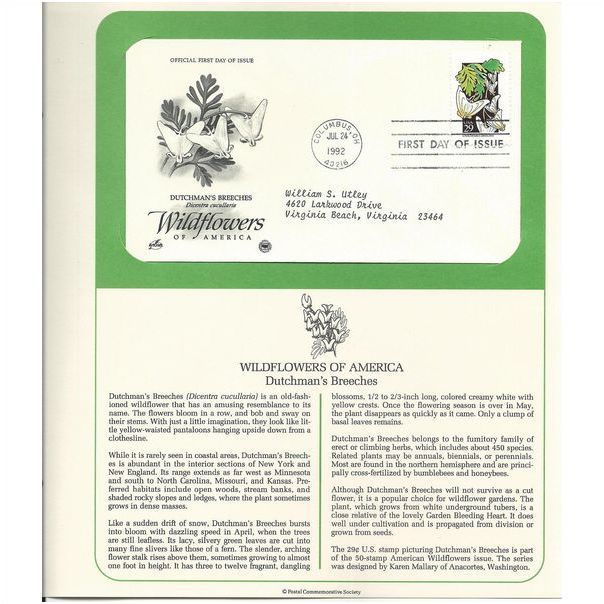 OFFICIAL FIRST DAY OF ISSUE
DUTCHMAN'S BREECHES
Dicentra cucullaria
Wildflowers
OF AMERICA
COLUMBUS, OH
JUL 24
1992
43216
USA
29
FIRST DAY OF ISSUE
William S. Utley
4620 Larkwood Drive
Virginia Beach, Virginia 23464
WILDFLOWERS OF AMERICA
Dutchman's Breeches
Dutchman's Breeches (Dicentra cucullaria) is an old-fash-
ioned wildflower that has an amusing resemblance to its
name. The flowers bloom in a row, and bob and sway on
their stems. With just a little imagination, they look like lit-
tle yellow-waisted pantaloons hanging upside down from a
clothesline.
While it is rarely seen in coastal areas, Dutchman's Breech-
es is abundant in the interior sections of New York and
New England. Its range extends as far west as Minnesota
and south to North Carolina, Missouri, and Kansas. Pre-
ferred habitats include open woods, stream banks, and
shaded rocky slopes and ledges, where the plant sometimes
grows in dense masses.
Like a sudden drift of snow, Dutchman's Breeches bursts
into bloom with dazzling speed in April, when the trees
are still leafless. Its lacy, silvery green leaves are cut into
many fine slivers like those of a fern. The slender, arching
flower stalk rises above them, sometimes growing to almost
one foot in height. It has three to twelve fragrant, dangling
blossoms, 1/2 to 2/3-inch long, colored creamy white with
yellow crests. Once the flowering season is over in May,
the plant disappears as quickly as it came. Only a clump of
basal leaves remains.
Dutchman's Breeches belongs to the fumitory family of
erect or climbing herbs, which includes about 450 species.
Related plants may be annuals, biennials, or perennials.
Most are found in the northern hemisphere and are princi-
pally cross-fertilized by bumblebees and honeybees.
Although Dutchman's Breeches will not survive as a cut
flower, it is a popular choice for wildflower gardens. The
plant, which grows from white underground tubers, is a
close relative of the lovely Garden Bleeding Heart. It does
well under cultivation and is propagated from division or
grown from seeds.
The 29¢ U.S. stamp picturing Dutchman's Breeches is part
of the 50-stamp American Wildflowers issue. The series
was designed by Karen Mallary of Anacortes, Washington.
© Postal Commemorative Society